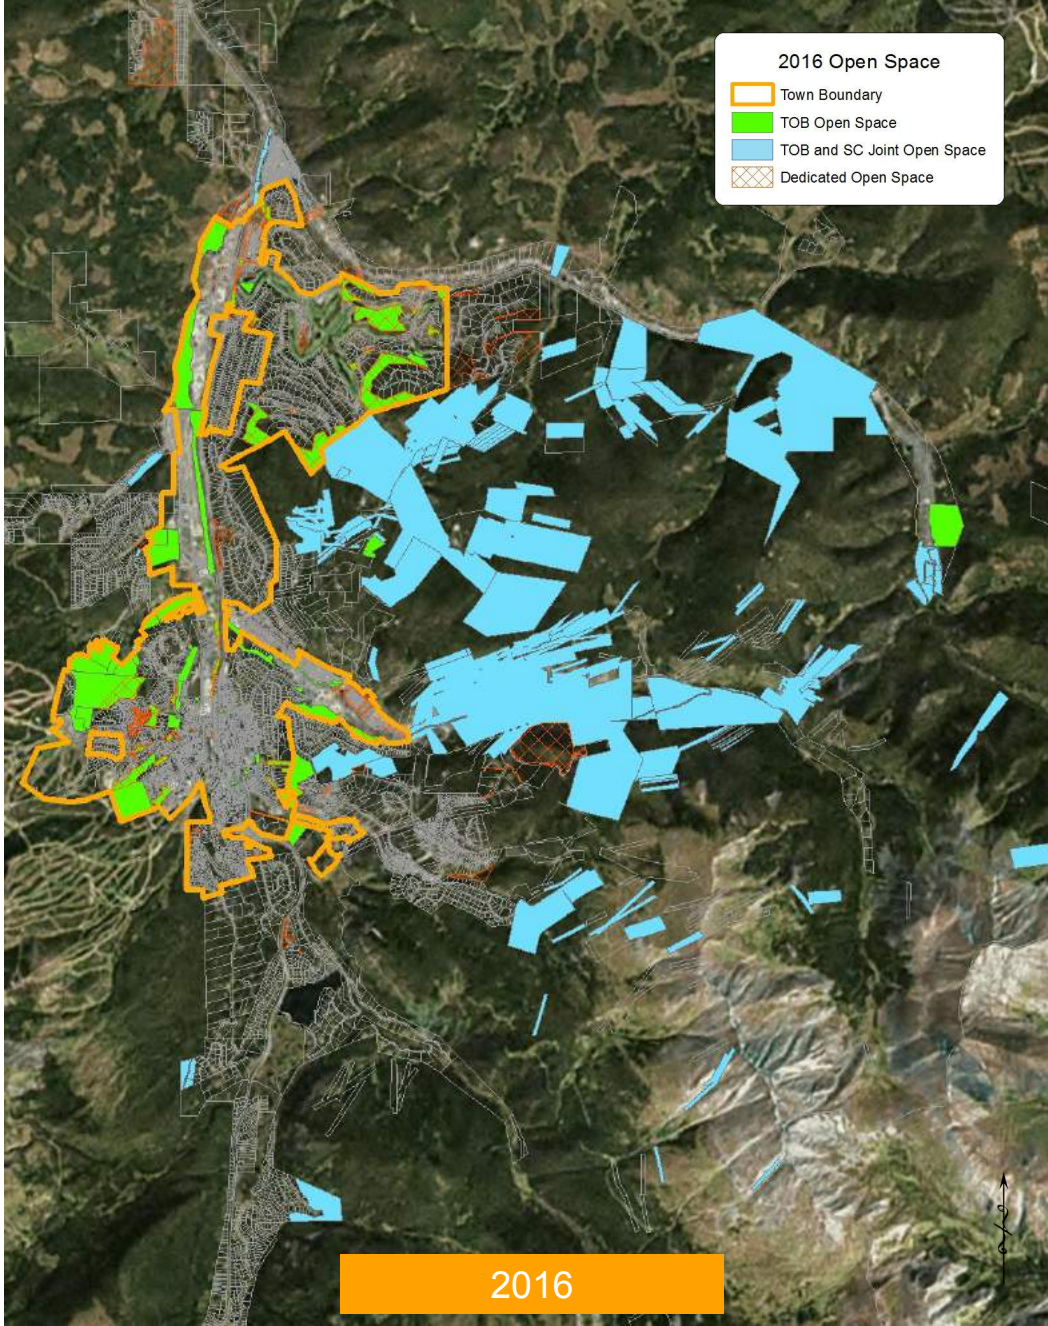 2016 Open Space
Town Boundary
TOB Open Space
TOB and SC Joint Open Space
Dedicated Open Space
2016